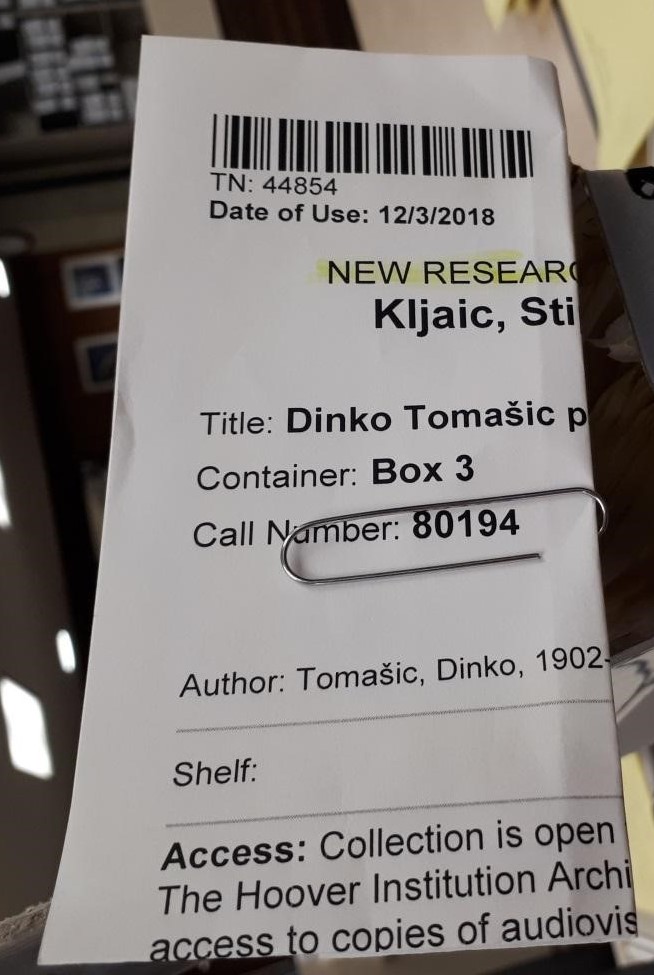 TN: 44854
Date of Use: 12/3/2018
NEW RESEARC
Kljaic, Sti
Title: Dinko Tomašic p
Container: Box 3
Call Number: 80194
Author: Tomašic, Dinko, 1902-
Shelf:
Access: Collection is open
The Hoover Institution Archi
access to copies of audiovis